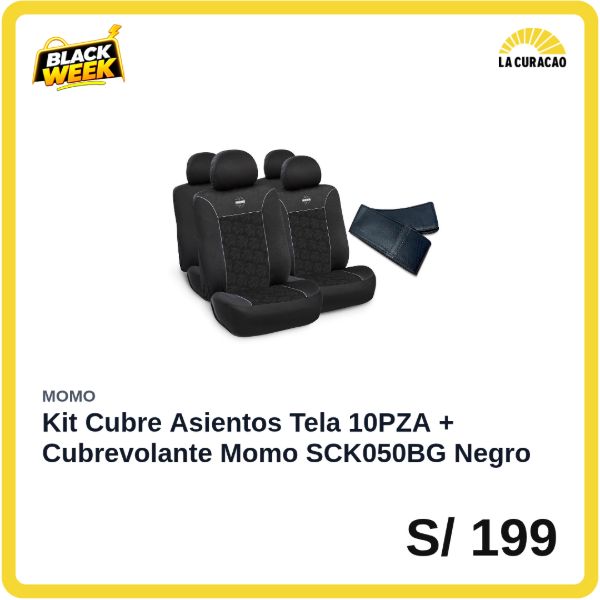 BLACK
WEEK
LA CURACAO
MOMO
Kit Cubre Asientos Tela 10PZA +
Cubrevolante Momo SCK050BG Negro
S/ 199